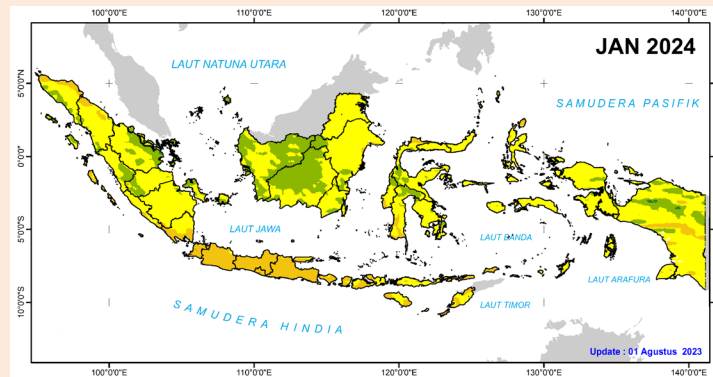 100°0'0"E 110°0'0"E 120°0'0"E 130°0'0"E 140°0'0"E
JAN 2024
LAUT NATUNA UTARA
5°0'0"N
SAMUDERA PASIFIK
0°0'0"
LAUT JAWA
LAUT BANDA
5°0'0"S
LAUT ARAFURA
SAMUDERA HINDIA
LAUT TIMOR
10°0'0"S
Update : 01 Agustus 2023
100°0'0"E 110°0'0"E 120°0'0"E 130°0'0"E 140°0'0"E